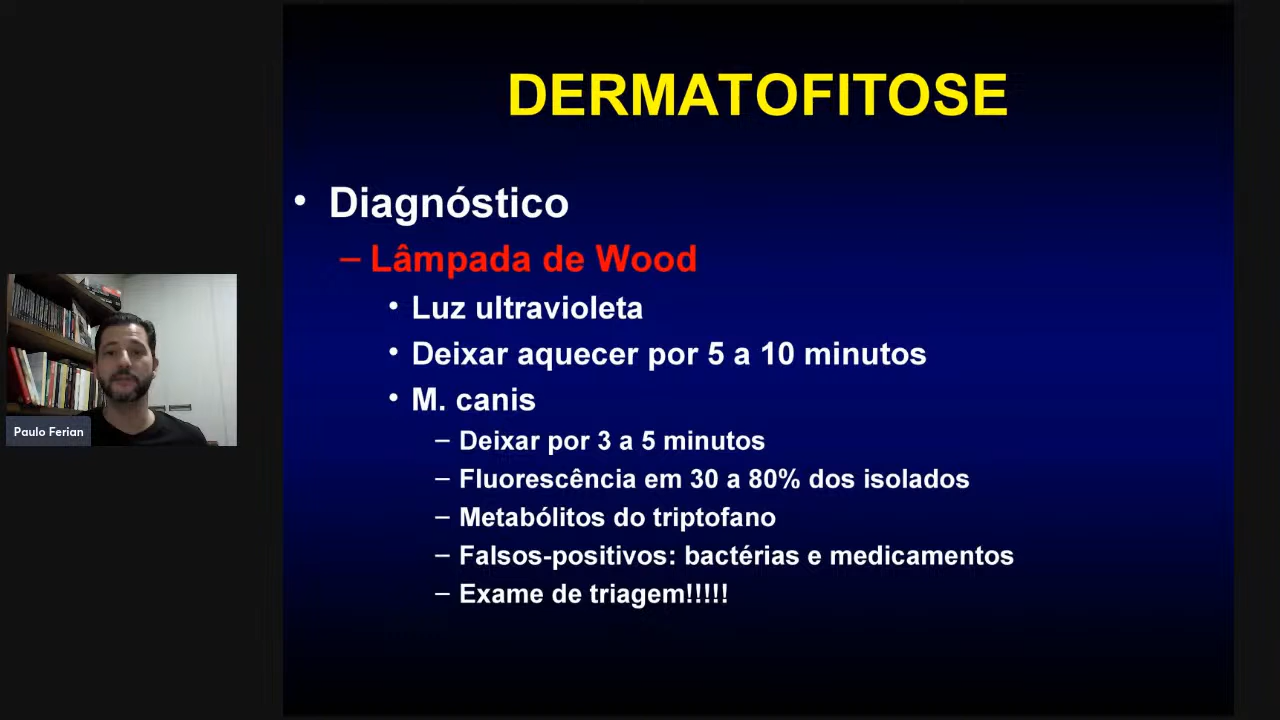 DERMATOFITOSE
• Diagnóstico
– Lâmpada de Wood
• Luz ultravioleta
• Deixar aquecer por 5 a 10 minutos
• M. canis
– Deixar por 3 a 5 minutos
– Fluorescência em 30 a 80% dos isolados
– Metabólitos do triptofano
– Falsos-positivos: bactérias e medicamentos
– Exame de triagem!!!!!
Paulo Ferian